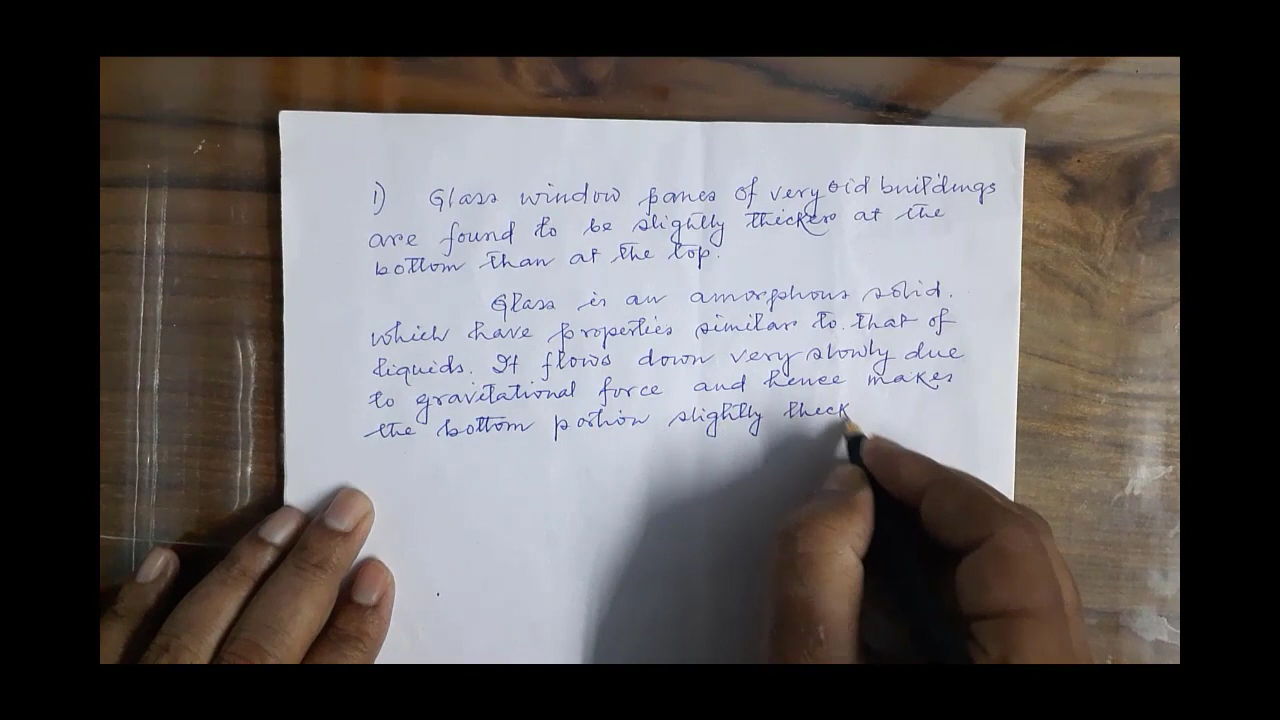 1) Glass window panes of very old buildings
are found to be slightly thicker at the
bottom than at the top.
Glass is an amorphous solid.
which have properties similar to that of
liquids. It flows down very slowly due
to gravitational force and hence makes
the bottom portion slightly thick